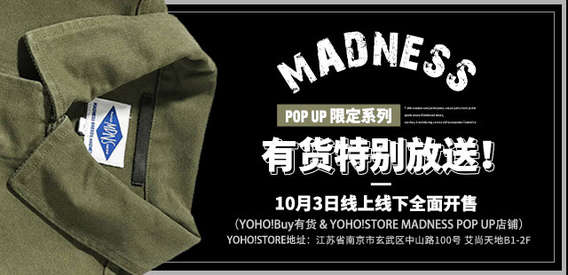 MADNESS
POP UP 限定系列
有货特别放送!
10月3日线上线下全面开售
（YOHO!Buy有货 & YOHO!STORE MADNESS POP UP店铺）
YOHO!STORE地址：江苏省南京市玄武区中山路100号 艾尚天地B1-2F